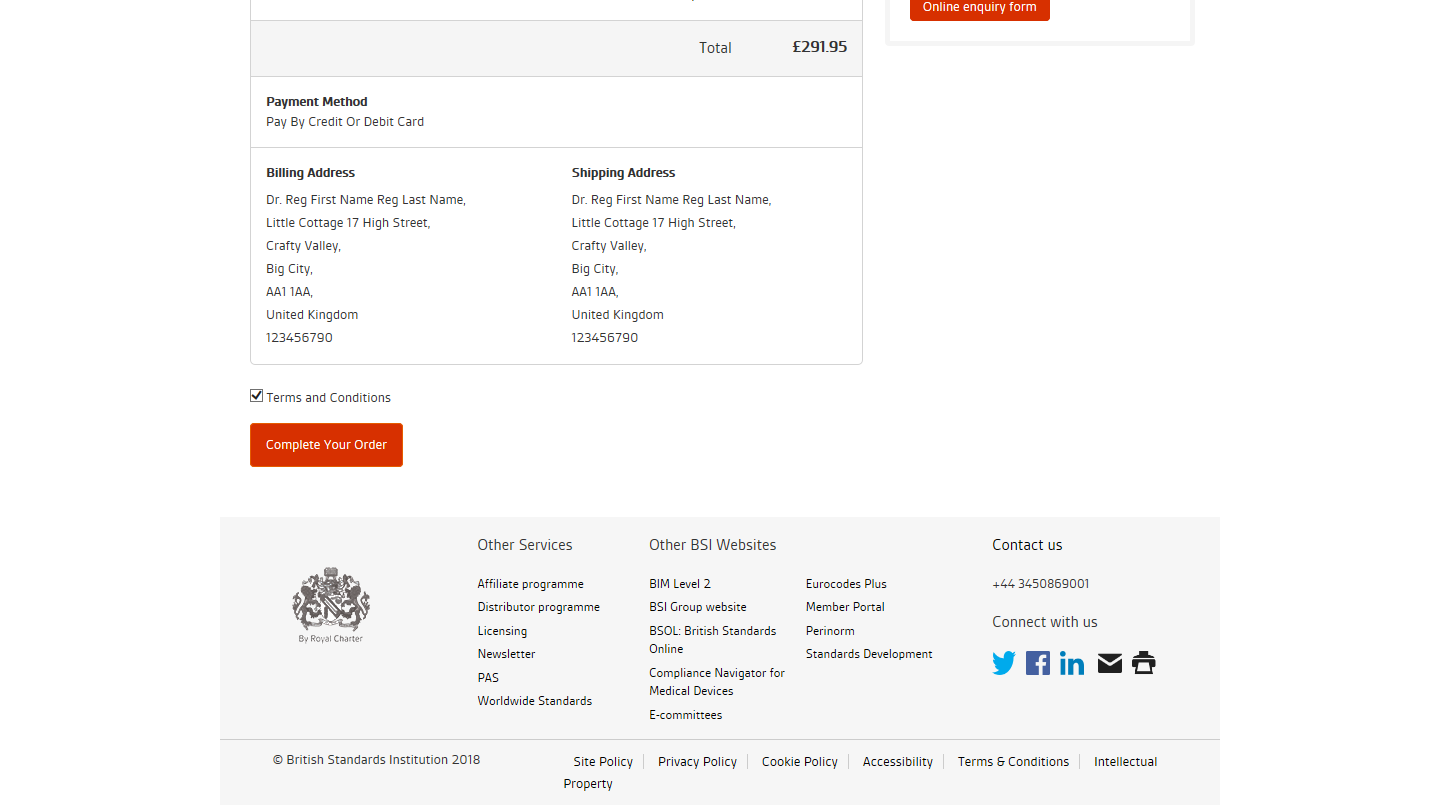 Online enquiry form
Total £291.95
Payment Method
Pay By Credit Or Debit Card
Billing Address
Dr. Reg First Name Reg Last Name,
Little Cottage 17 High Street,
Crafty Valley,
Big City,
AA1 1AA,
United Kingdom
123456790
Shipping Address
Dr. Reg First Name Reg Last Name,
Little Cottage 17 High Street,
Crafty Valley,
Big City,
AA1 1AA,
United Kingdom
123456790
Terms and Conditions
Complete Your Order
By Royal Charter
Other Services
Affiliate programme
Distributor programme
Licensing
Newsletter
PAS
Worldwide Standards
Other BSI Websites
BIM Level 2
BSI Group website
BSOL: British Standards
Online
Compliance Navigator for
Medical Devices
E-committees
Eurocodes Plus
Member Portal
Perinorm
Standards Development
Contact us
+44 3450869001
Connect with us
© British Standards Institution 2018
Site Policy Privacy Policy Cookie Policy Accessibility Terms & Conditions Intellectual
Property